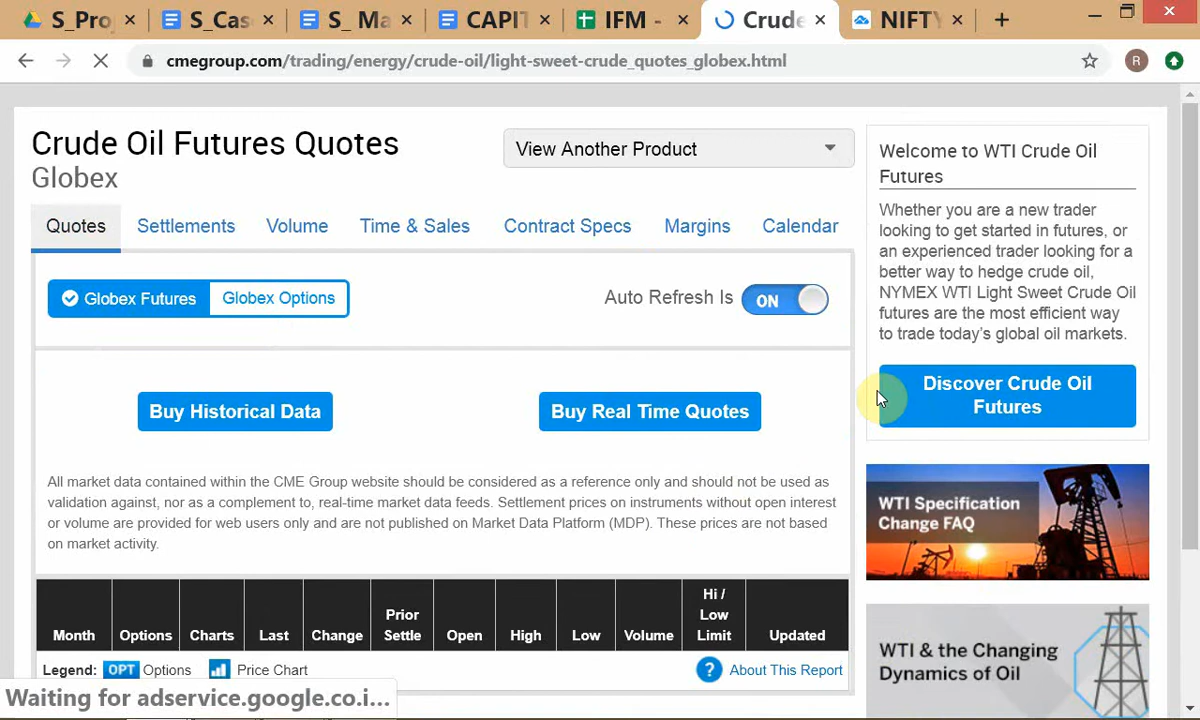 S_Proj
S_Cas
S_ Ma
CAPIT
IFM -
Crude
NIFTY
cmegroup.com/trading/energy/crude-oil/light-sweet-crude_quotes_globex.html
R
Crude Oil Futures Quotes
Globex
View Another Product
Quotes
Settlements
Volume
Time & Sales
Contract Specs
Margins
Calendar
Globex Futures
Globex Options
Auto Refresh Is
ON
Buy Historical Data
Buy Real Time Quotes
All market data contained within the CME Group website should be considered as a reference only and should not be used as
validation against, nor as a complement to, real-time market data feeds. Settlement prices on instruments without open interest
or volume are provided for web users only and are not published on Market Data Platform (MDP). These prices are not based
on market activity.
Month
Options
Charts
Last
Change
Prior
Settle
Open
High
Low
Volume
Hi /
Low
Limit
Updated
Legend:
OPT
Options
Price Chart
?
About This Report
Waiting for adservice.google.co.i...
Welcome to WTI Crude Oil
Futures
Whether you are a new trader
looking to get started in futures, or
an experienced trader looking for a
better way to hedge crude oil,
NYMEX WTI Light Sweet Crude Oil
futures are the most efficient way
to trade today’s global oil markets.
Discover Crude Oil
Futures
WTI Specification
Change FAQ
WTI & the Changing
Dynamics of Oil